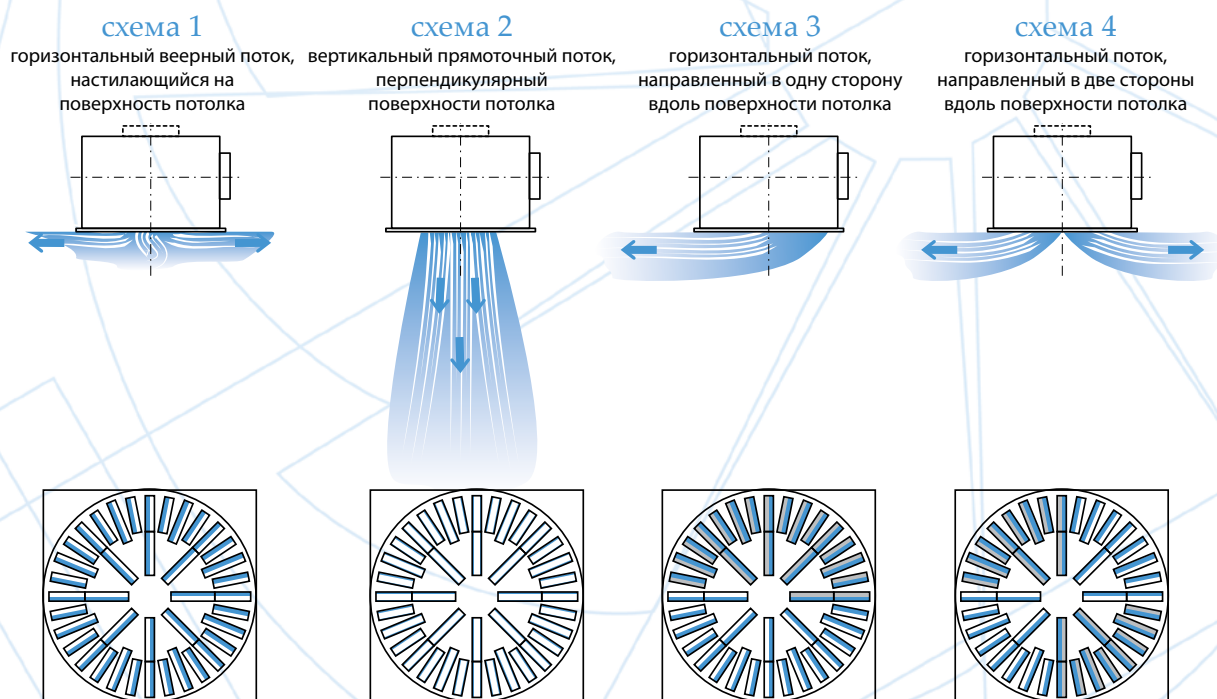 схема 1
горизонтальный веерный поток,
настилающийся на
поверхность потолка
схема 2
вертикальный прямоточный поток,
перпендикулярный
поверхности потолка
схема 3
горизонтальный поток,
направленный в одну сторону
вдоль поверхности потолка
схема 4
горизонтальный поток,
направленный в две стороны
вдоль поверхности потолка